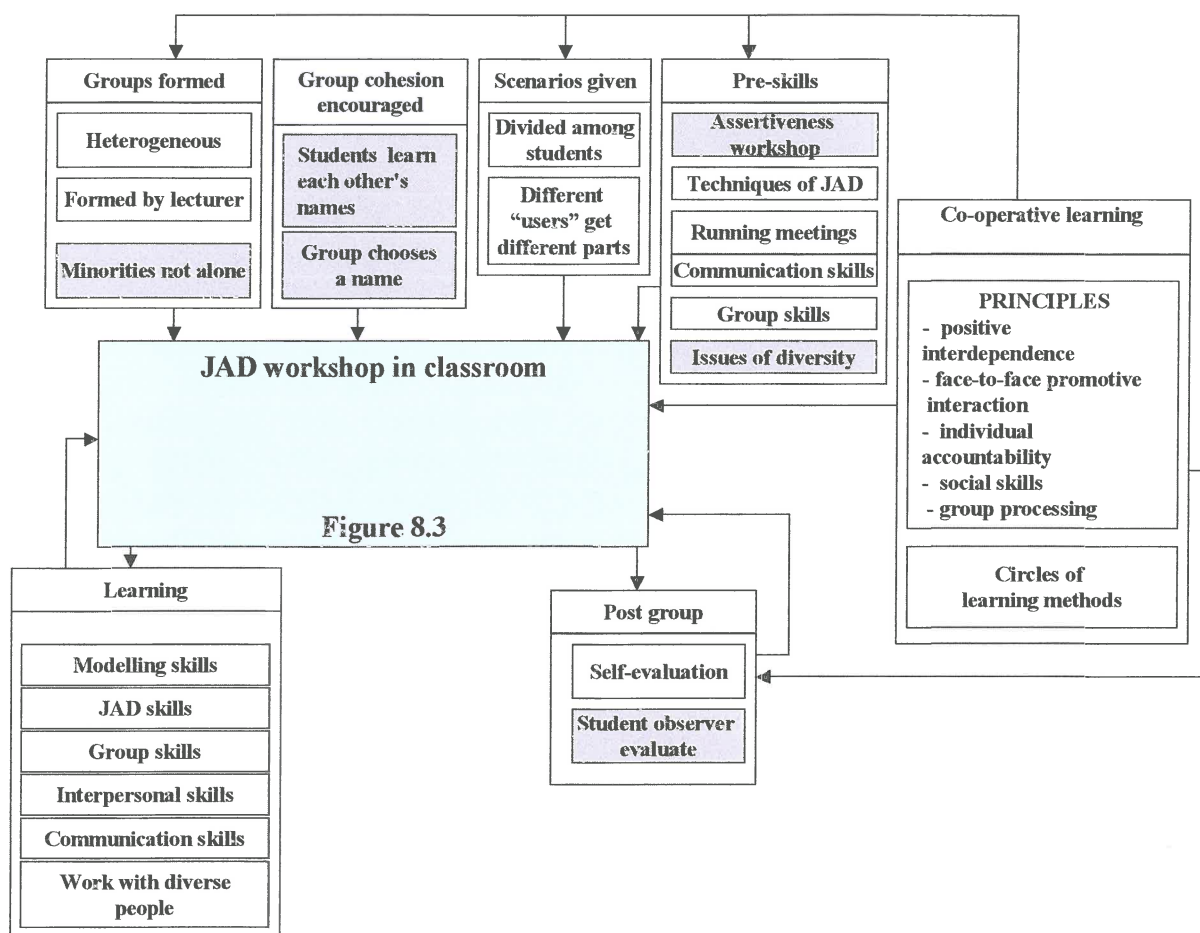 Groups formed
Heterogeneous
Formed by lecturer
Minorities not alone
Group cohesion
encouraged
Students learn
each other's
names
Group chooses
a name
Scenarios given
Divided among
students
Different
“users” get
different parts
Pre-skills
Assertiveness
workshop
Techniques of JAD
Running meetings
Communication skills
Group skills
Issues of diversity
Co-operative learning
PRINCIPLES
- positive
interdependence
- face-to-face promotive
interaction
- individual
accountability
- social skills
- group processing
Circles of
learning methods
JAD workshop in classroom
Figure 8.3
Learning
Modelling skills
JAD skills
Group skills
Interpersonal skills
Communication skills
Work with diverse
people
Post group
Self-evaluation
Student observer
evaluate